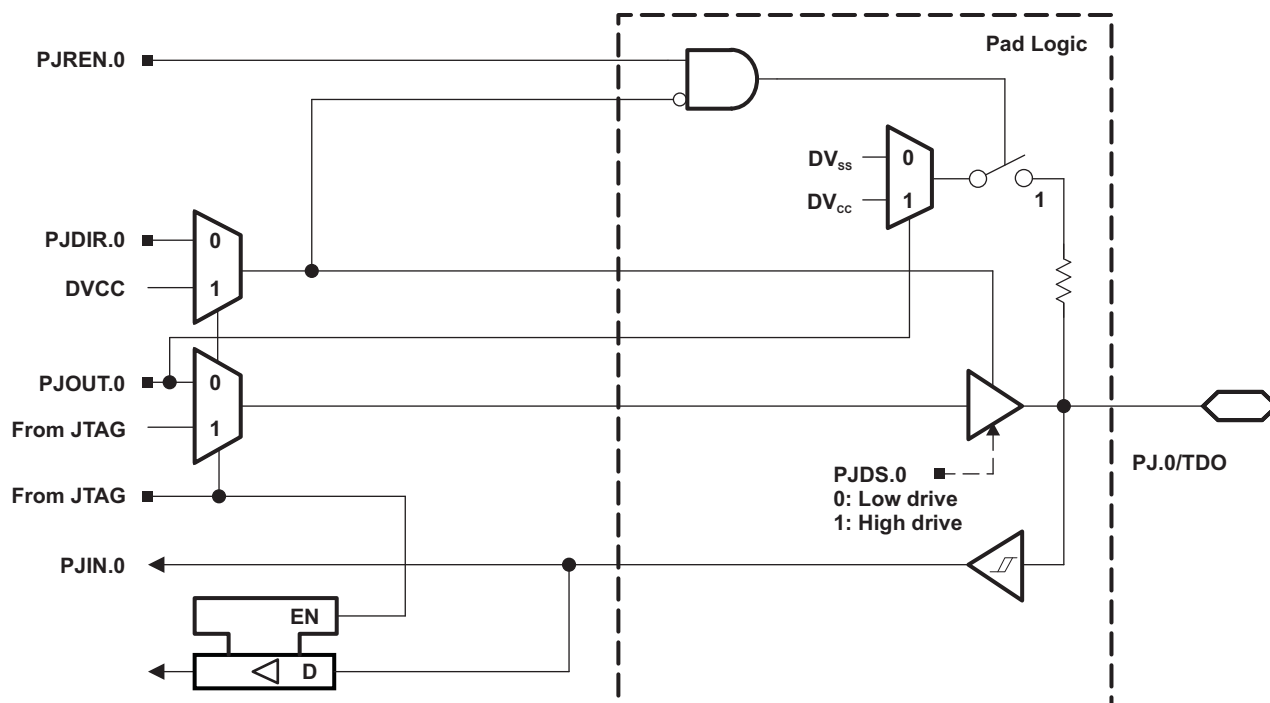 Pad Logic
PJREN.0
DVSS
0
DVCC
1
1
PJDIR.0
0
DVCC
1
PJOUT.0
0
From JTAG
1
From JTAG
PJDS.0
0: Low drive
1: High drive
PJ.0/TDO
PJIN.0
EN
D